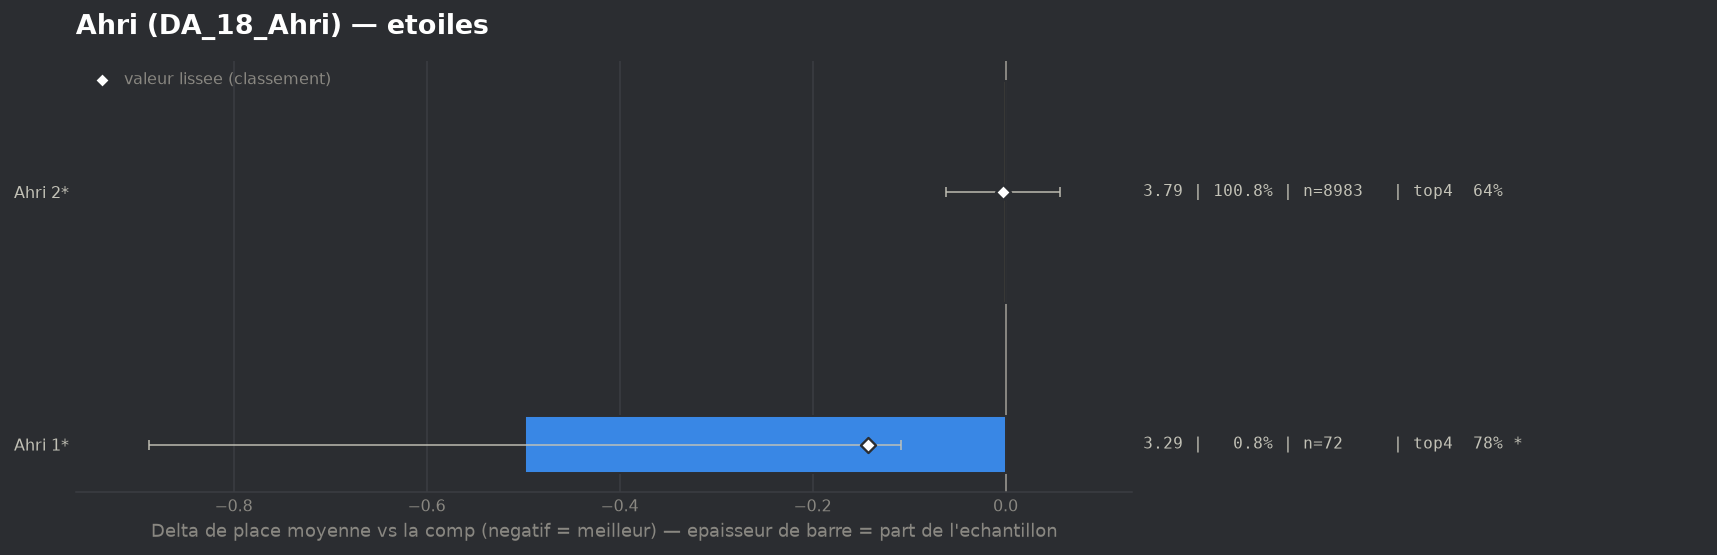 Ahri (DA_18_Ahri) — etoiles
valeur lissee (classement)
Ahri 2*
3.79 | 100.8% | n=8983   | top4  64%
Ahri 1*
3.29 |   0.8% | n=72     | top4  78% *
−0.8 −0.6 −0.4 −0.2 0.0
Delta de place moyenne vs la comp (negatif = meilleur) — epaisseur de barre = part de l'echantillon